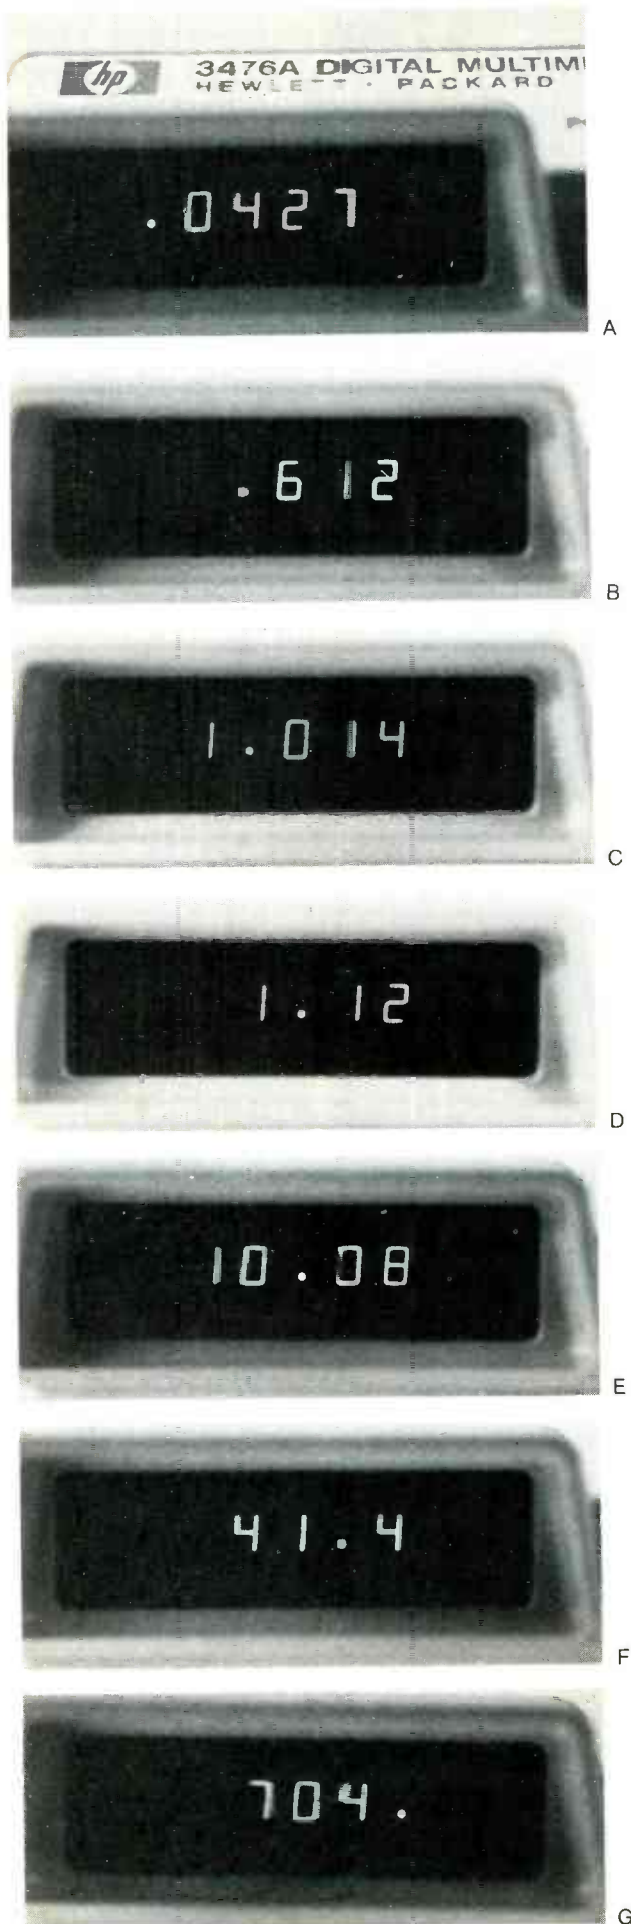 hp 3476A DIGITAL MULTIM
HEWLETT · PACKARD
.0427
A
.612
B
1.014
C
1.12
D
10.08
E
41.4
F
704.
G